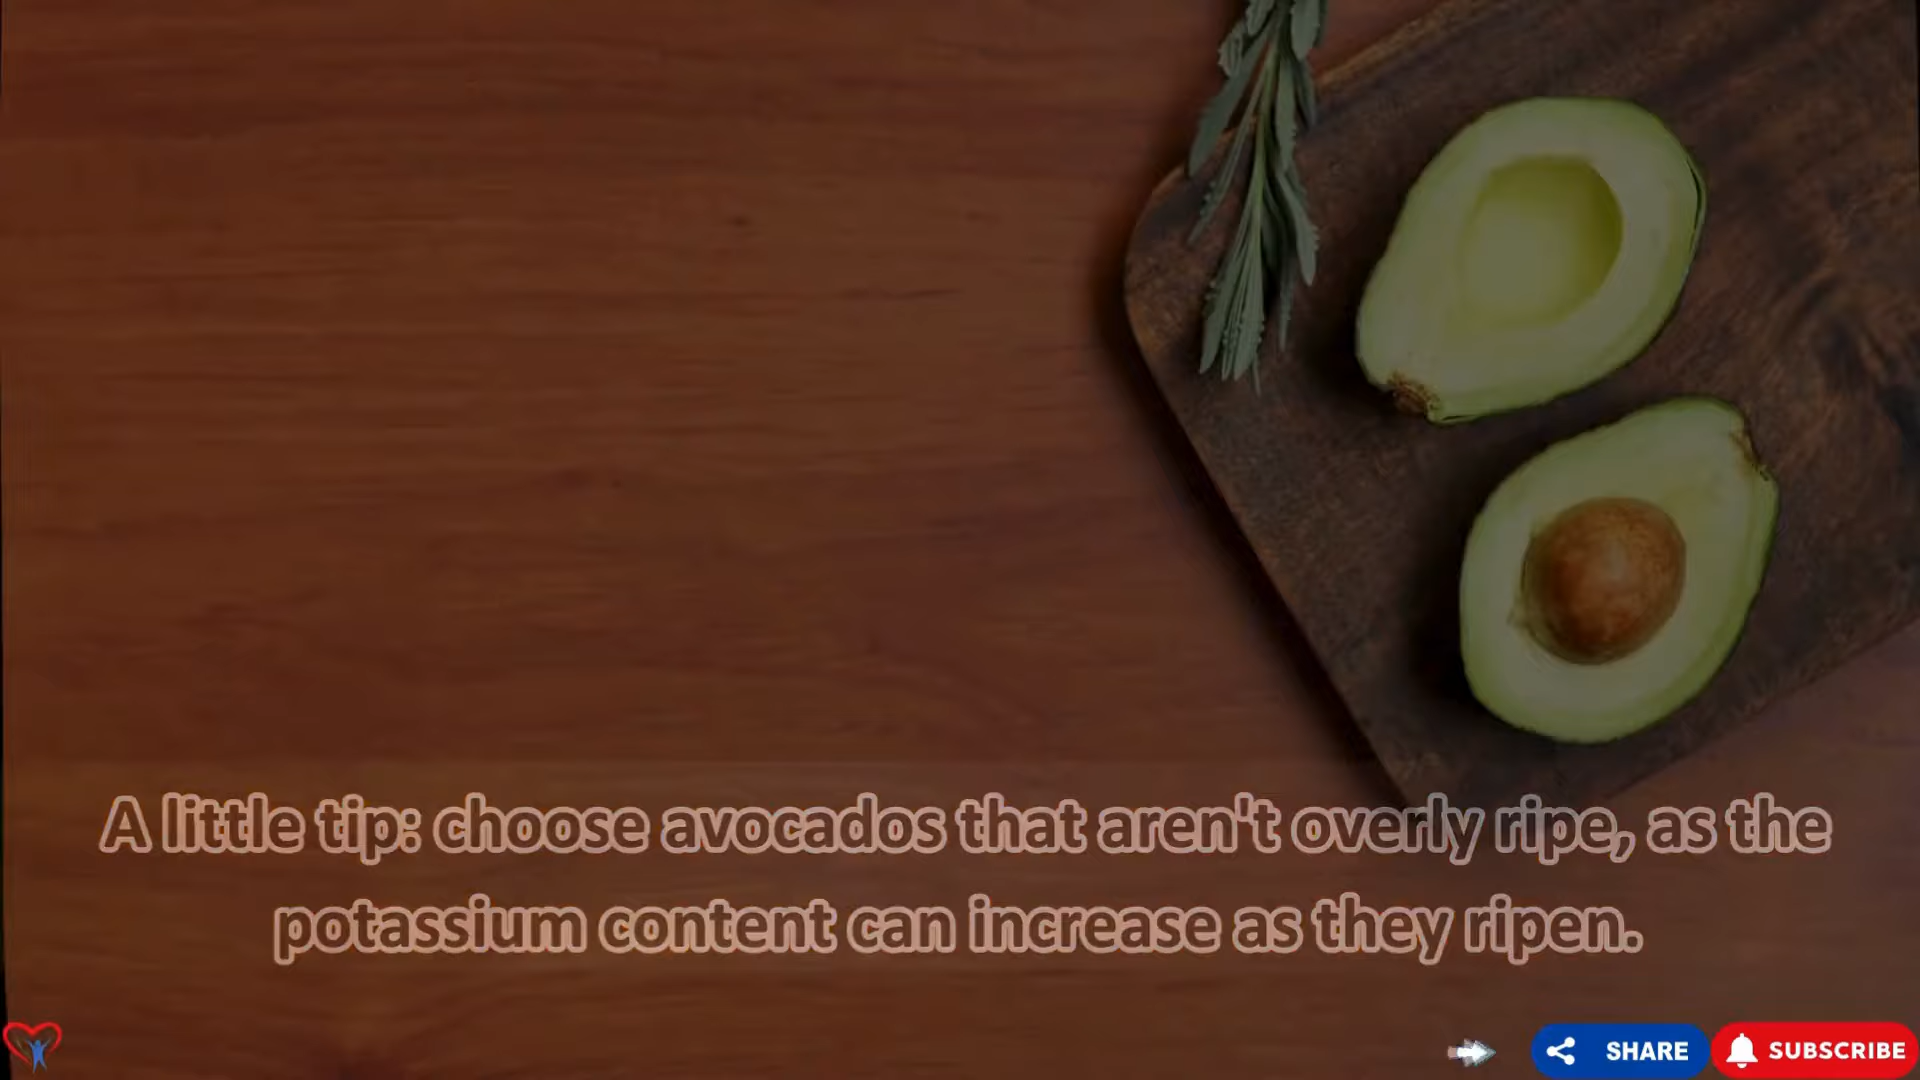 A little tip: choose avocados that aren't overly ripe, as the
potassium content can increase as they ripen.
SHARE
SUBSCRIBE